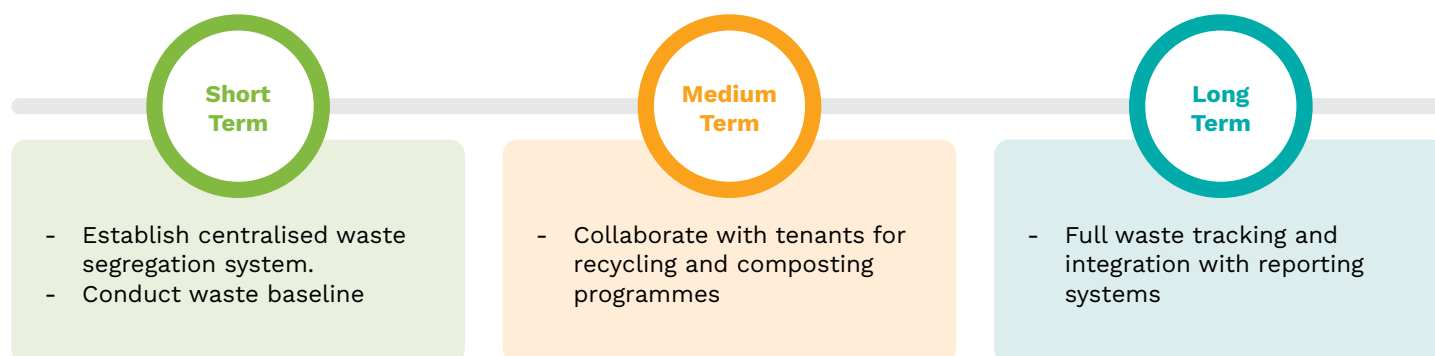 Short
Term
- Establish centralised waste
segregation system.
- Conduct waste baseline
Medium
Term
- Collaborate with tenants for
recycling and composting
programmes
Long
Term
- Full waste tracking and
integration with reporting
systems